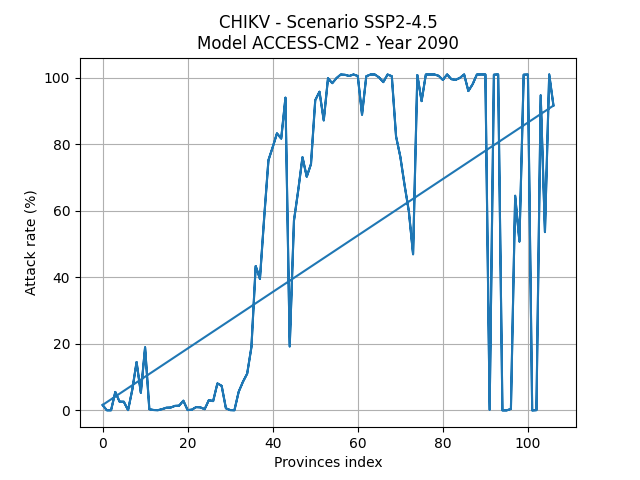 CHIKV - Scenario SSP2-4.5
Model ACCESS-CM2 - Year 2090
Attack rate (%)
100
80
60
40
20
0
0 20 40 60 80 100
Provinces index